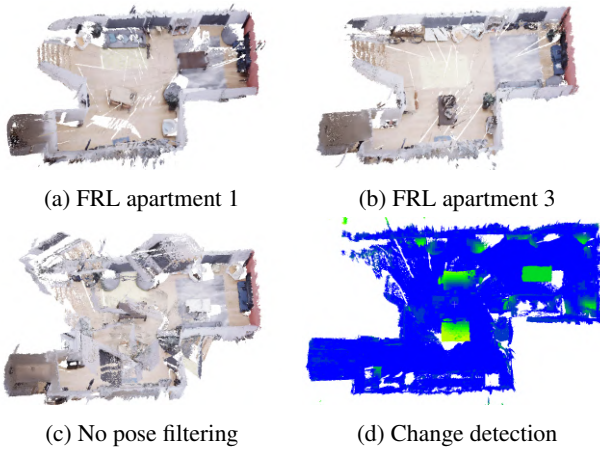 (a) FRL apartment 1
(b) FRL apartment 3
(c) No pose filtering
(d) Change detection